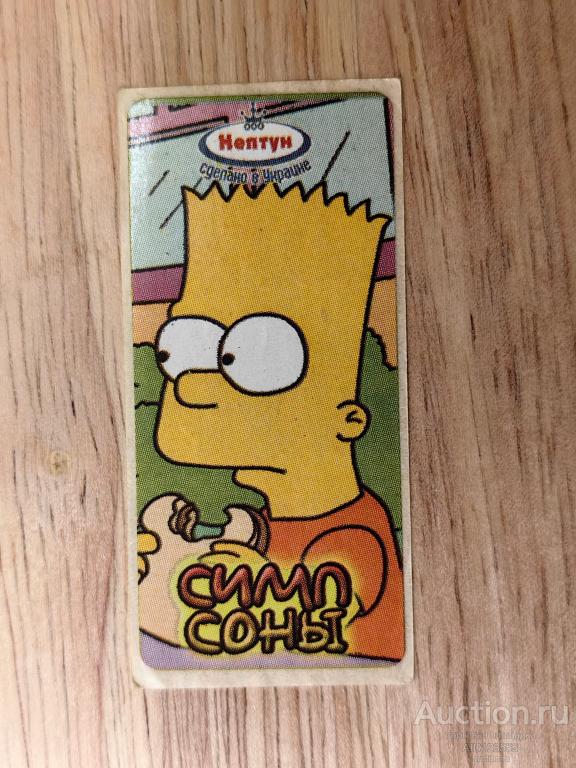 Нептун
сделано в Украине
СИМП
СОНЫ
Auction.ru